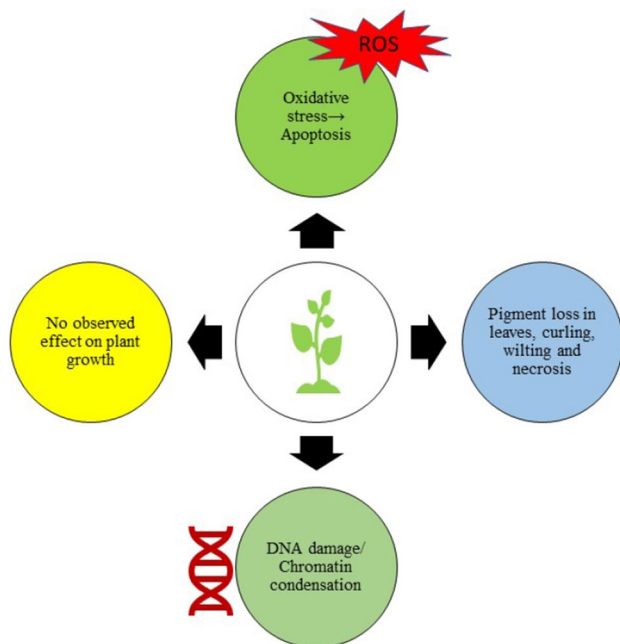 ROS
Oxidative
stress→
Apoptosis
No observed
effect on plant
growth
Pigment loss in
leaves, curling,
wilting and
necrosis
DNA damage/
Chromatin
condensation